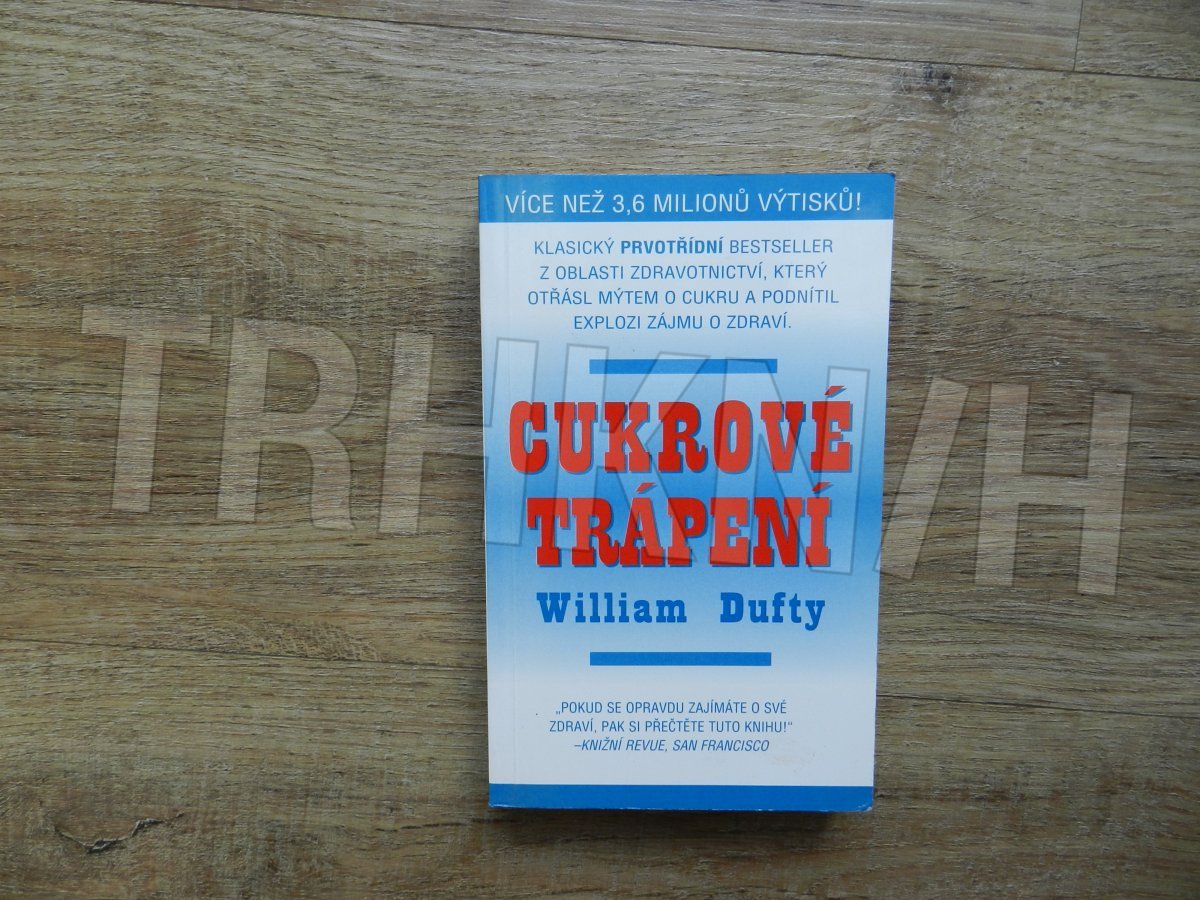 VÍCE NEŽ 3,6 MILIONŮ VÝTISKŮ!
KLASICKÝ PRVOTŘÍDNÍ BESTSELLER
Z OBLASTI ZDRAVOTNICTVÍ, KTERÝ
OTŘÁSL MÝTEM O CUKRU A PODNÍTIL
EXPLOZI ZÁJMU O ZDRAVÍ.
TRHKNIH
CUKROVÉ
TRÁPENÍ
William Dufty
„POKUD SE OPRAVDU ZAJÍMÁTE O SVÉ
ZDRAVÍ, PAK SI PŘEČTĚTE TUTO KNIHU!“
–KNIŽNÍ REVUE, SAN FRANCISCO